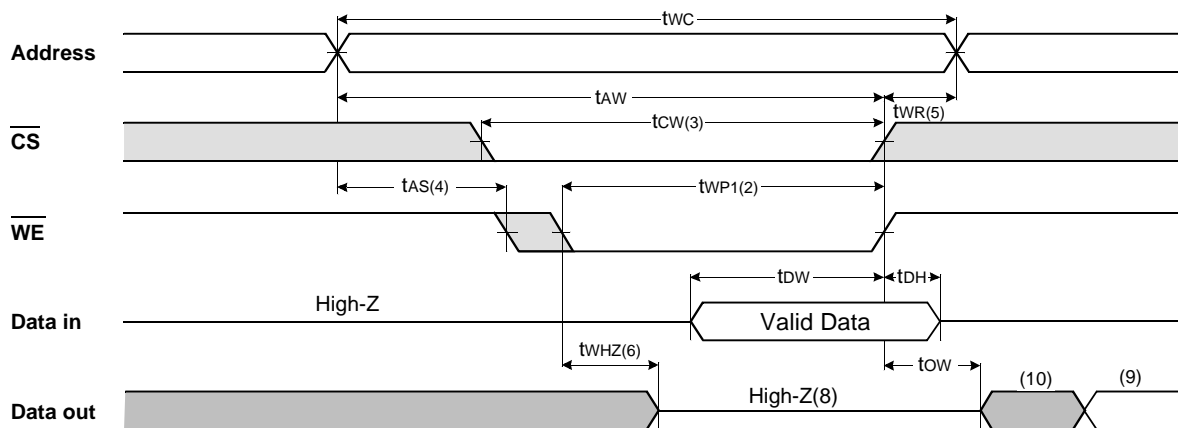 tWC
Address
tAW
tWR(5)
tCW(3)
CS
tAS(4)
tWP1(2)
WE
tDW
tDH
High-Z
Data in
Valid Data
tWHZ(6)
tOW
(10)
(9)
High-Z(8)
Data out